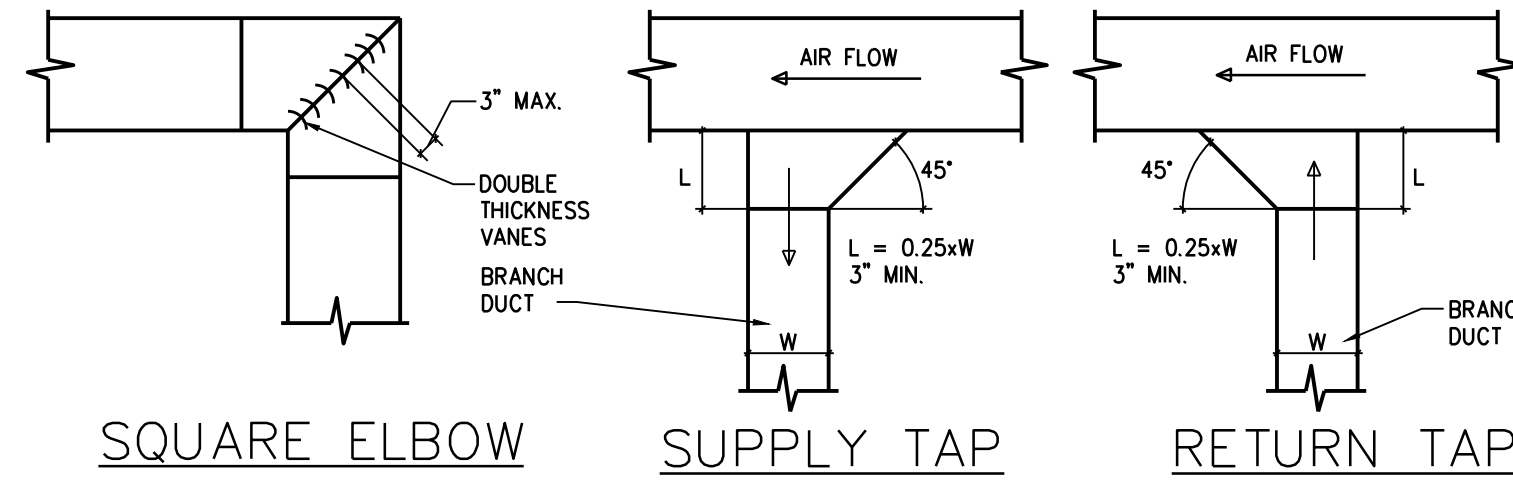 3" MAX.
DOUBLE
THICKNESS
VANES
BRANCH
DUCT
SQUARE ELBOW
AIR FLOW
L
45°
L = 0.25xW
3" MIN.
W
SUPPLY TAP
AIR FLOW
45°
L
L = 0.25xW
3" MIN.
DUCT
W
RETURN TAP